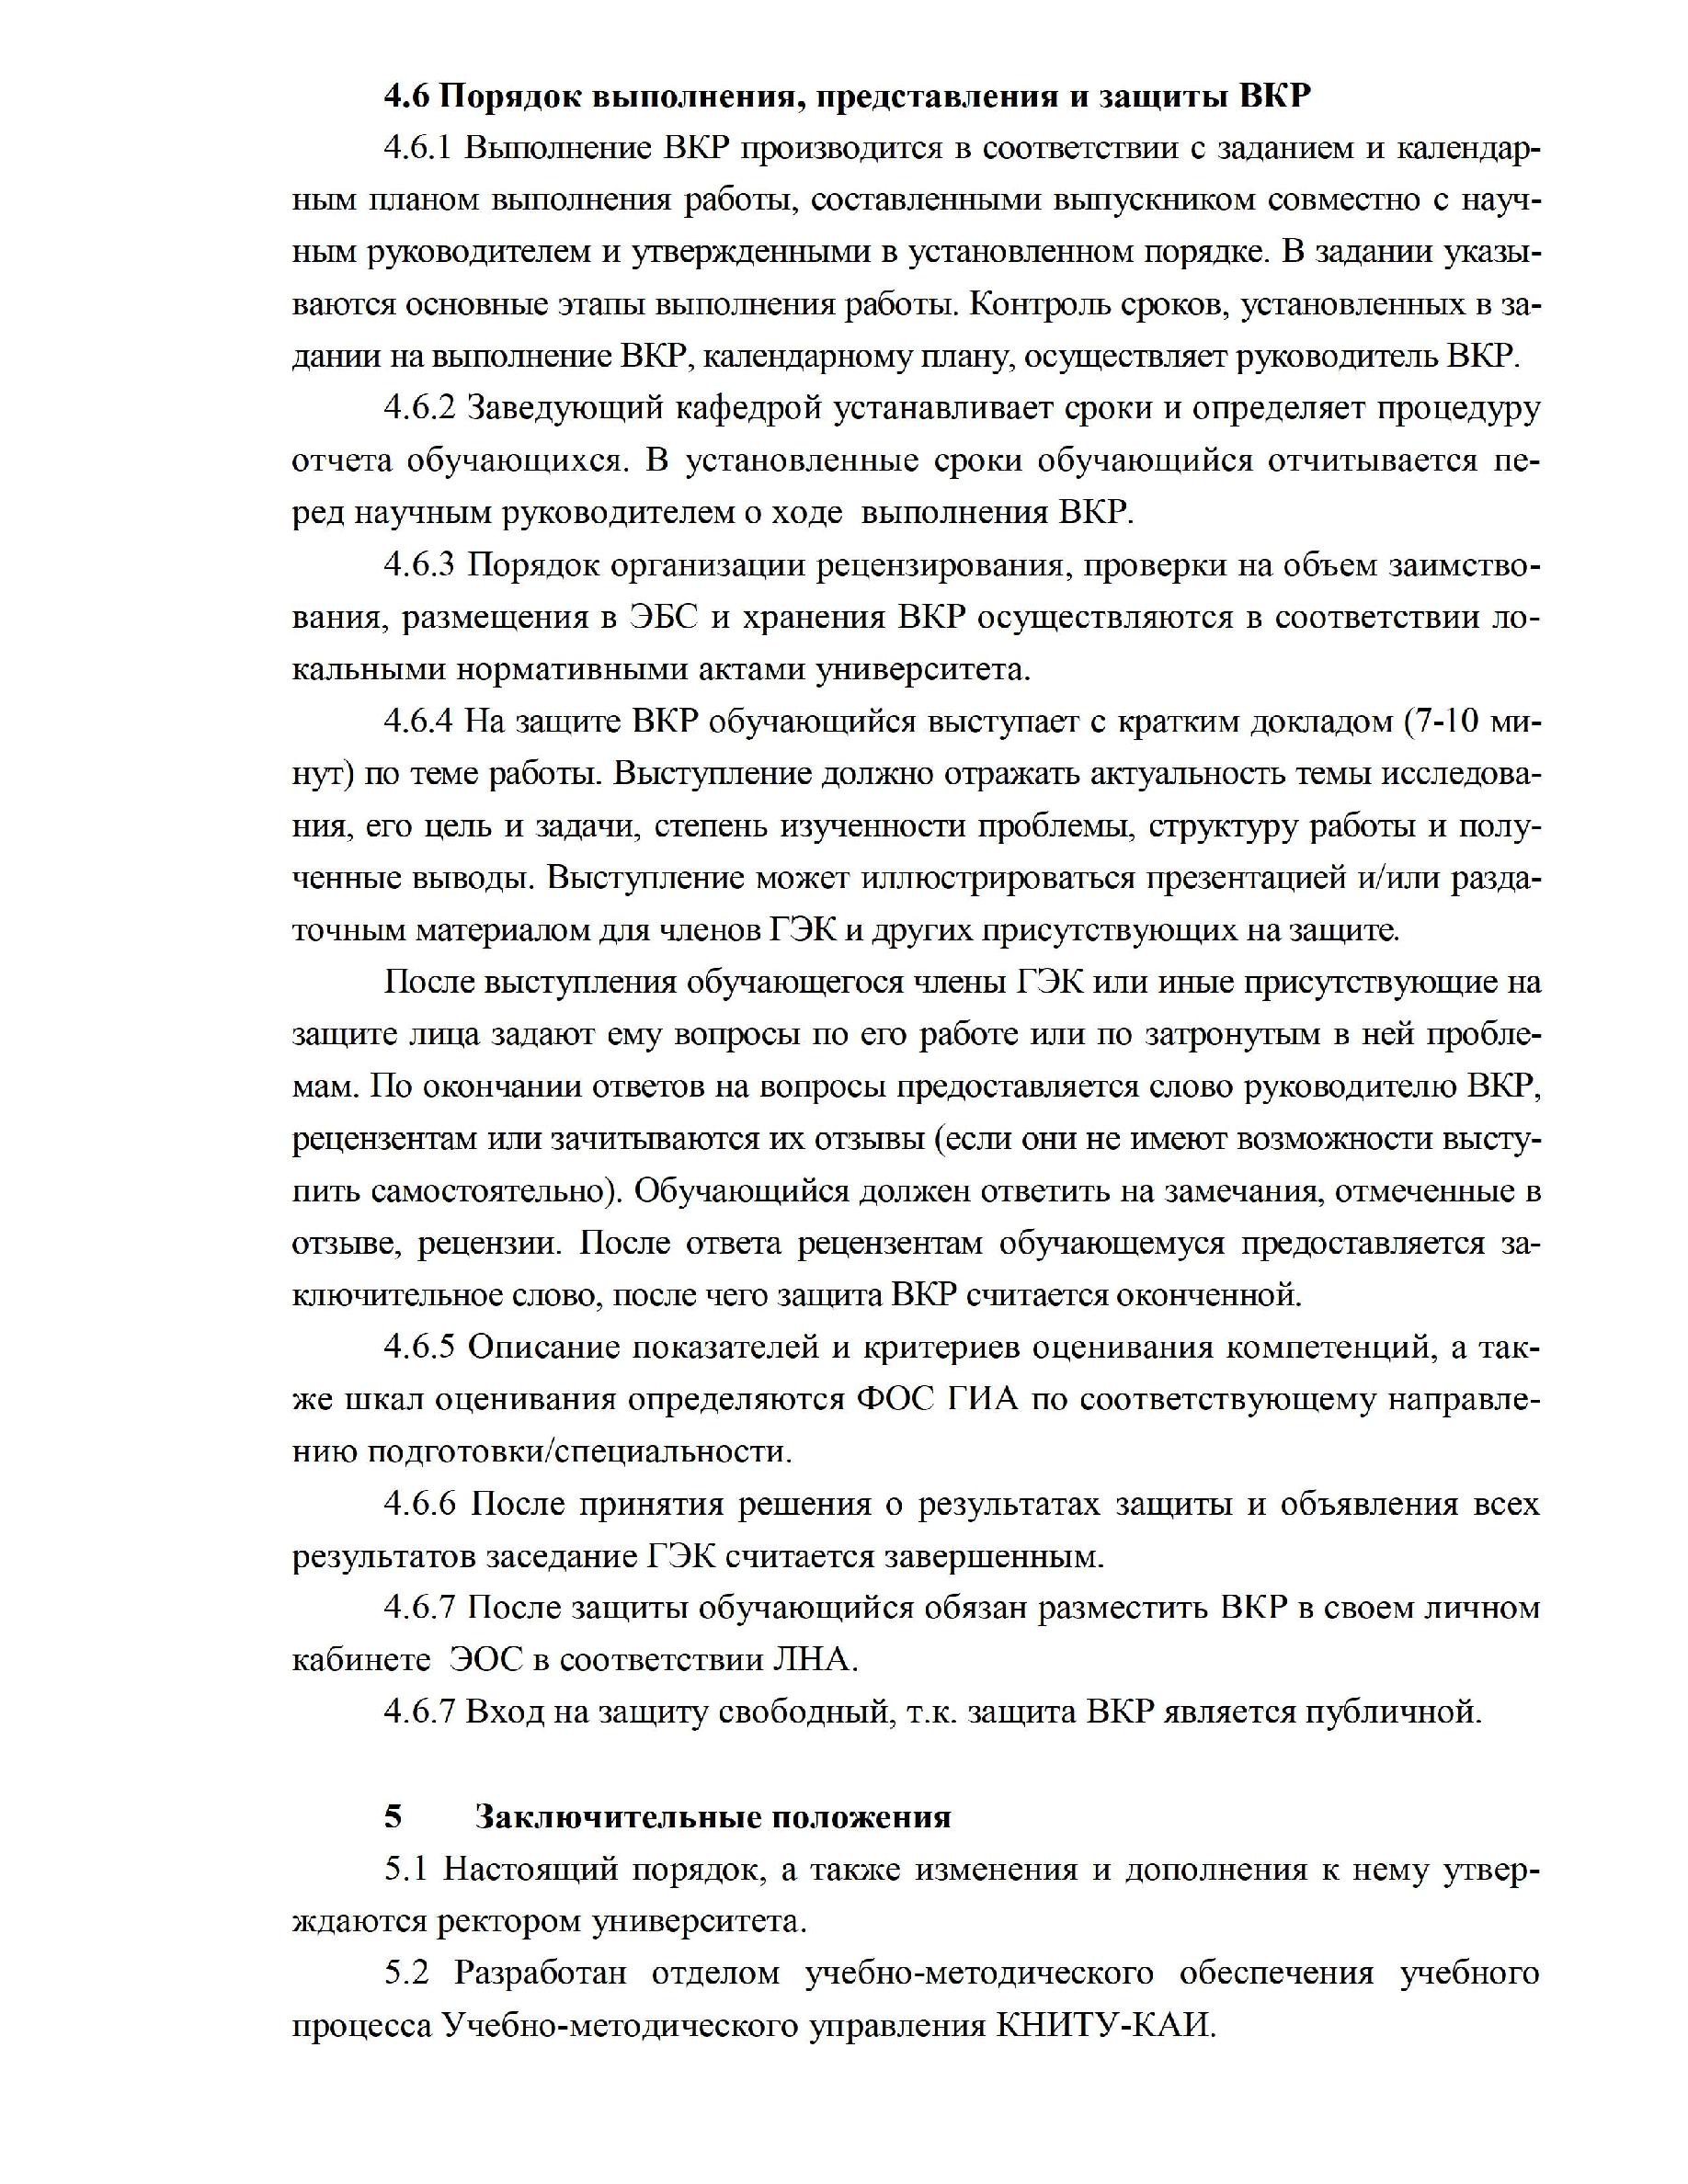 4.6 Порядок выполнения, представления и защиты ВКР
4.6.1 Выполнение ВКР производится в соответствии с заданием и календар-
ным планом выполнения работы, составленными выпускником совместно с науч-
ным руководителем и утвержденными в установленном порядке. В задании указы-
ваются основные этапы выполнения работы. Контроль сроков, установленных в за-
дании на выполнение ВКР, календарному плану, осуществляет руководитель ВКР.
4.6.2 Заведующий кафедрой устанавливает сроки и определяет процедуру
отчета обучающихся. В установленные сроки обучающийся отчитывается пе-
ред научным руководителем о ходе  выполнения ВКР.
4.6.3 Порядок организации рецензирования, проверки на объем заимство-
вания, размещения в ЭБС и хранения ВКР осуществляются в соответствии ло-
кальными нормативными актами университета.
4.6.4 На защите ВКР обучающийся выступает с кратким докладом (7-10 ми-
нут) по теме работы. Выступление должно отражать актуальность темы исследова-
ния, его цель и задачи, степень изученности проблемы, структуру работы и полу-
ченные выводы. Выступление может иллюстрироваться презентацией и/или разда-
точным материалом для членов ГЭК и других присутствующих на защите.
После выступления обучающегося члены ГЭК или иные присутствующие на
защите лица задают ему вопросы по его работе или по затронутым в ней пробле-
мам. По окончании ответов на вопросы предоставляется слово руководителю ВКР,
рецензентам или зачитываются их отзывы (если они не имеют возможности высту-
пить самостоятельно). Обучающийся должен ответить на замечания, отмеченные в
отзыве, рецензии. После ответа рецензентам обучающемуся предоставляется за-
ключительное слово, после чего защита ВКР считается оконченной.
4.6.5 Описание показателей и критериев оценивания компетенций, а так-
же шкал оценивания определяются ФОС ГИА по соответствующему направле-
нию подготовки/специальности.
4.6.6 После принятия решения о результатах защиты и объявления всех
результатов заседание ГЭК считается завершенным.
4.6.7 После защиты обучающийся обязан разместить ВКР в своем личном
кабинете  ЭОС в соответствии ЛНА.
4.6.7 Вход на защиту свободный, т.к. защита ВКР является публичной.
5 Заключительные положения
5.1 Настоящий порядок, а также изменения и дополнения к нему утвер-
ждаются ректором университета.
5.2 Разработан отделом учебно-методического обеспечения учебного
процесса Учебно-методического управления КНИТУ-КАИ.